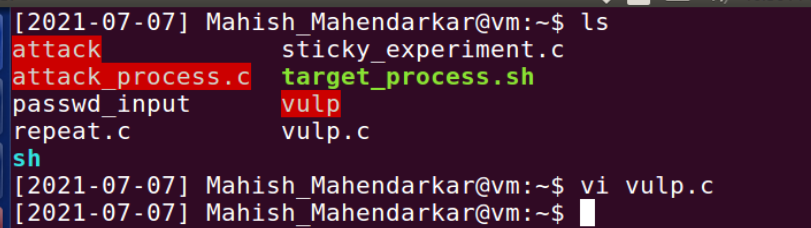 [2021-07-07] Mahish_Mahendarkar@vm:~$ ls
attack sticky_experiment.c
attack_process.c target_process.sh
passwd_input vulp
repeat.c vulp.c
sh
[2021-07-07] Mahish_Mahendarkar@vm:~$ vi vulp.c
[2021-07-07] Mahish_Mahendarkar@vm:~$